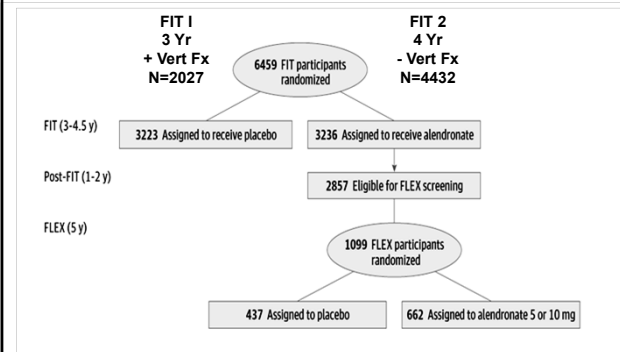 FIT I
3 Yr
+ Vert Fx
N=2027
FIT 2
4 Yr
- Vert Fx
N=4432
6459 FIT participants
randomized
FIT (3-4.5 y)
3223 Assigned to receive placebo
3236 Assigned to receive alendronate
Post-FIT (1-2 y)
2857 Eligible for FLEX screening
FLEX (5 y)
1099 FLEX participants
randomized
437 Assigned to placebo
662 Assigned to alendronate 5 or 10 mg